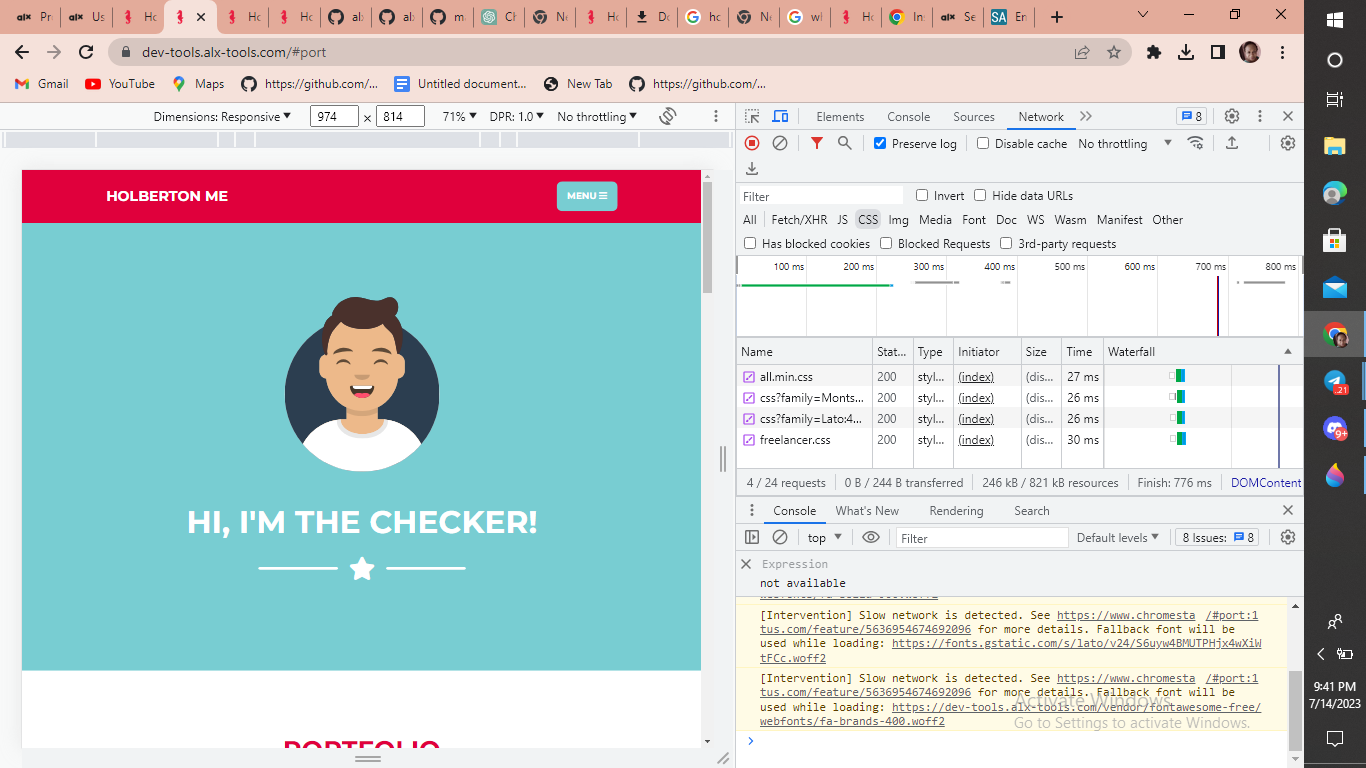 Pr
Us
Ho
Ho
Ho
alx
alx
m
Ch
No
Ho
Do
ho
Ne
wl
Ho
Ins
Se
En
dev-tools.alx-tools.com/#port
Gmail YouTube Maps https://github.com/... Untitled document... New Tab https://github.com/...
Dimensions: Responsive 974 × 814 71% DPR: 1.0 No throttling
Elements Console Sources Network 8
Preserve log Disable cache No throttling
Filter Invert Hide data URLs
All Fetch/XHR JS CSS Img Media Font Doc WS Wasm Manifest Other
Has blocked cookies Blocked Requests 3rd-party requests
100 ms 200 ms 300 ms 400 ms 500 ms 600 ms 700 ms 800 ms
Name Stat... Type Initiator Size Time Waterfall
all.min.css 200 styl... (index) (dis... 27 ms
css?family=Monts... 200 styl... (index) (dis... 26 ms
css?family=Lato:4... 200 styl... (index) (dis... 26 ms
freelancer.css 200 styl... (index) (dis... 30 ms
4 / 24 requests 0 B / 244 B transferred 246 kB / 821 kB resources Finish: 776 ms DOMContent
Console What's New Rendering Search
top Filter Default levels 8 Issues: 8
Expression
not available
[Intervention] Slow network is detected. See https://www.chromesta /#port:1
tus.com/feature/5636954674692096 for more details. Fallback font will be
used while loading: https://fonts.gstatic.com/s/lato/v24/S6uyw4BMUTPHjx4wXiW
tFCc.woff2
[Intervention] Slow network is detected. See https://www.chromesta /#port:1
tus.com/feature/5636954674692096 for more details. Fallback font will be
used while loading: https://dev-tools.alx-tools.com/vendor/fontawesome-free/
webfonts/fa-brands-400.woff2
HOLBERTON ME
MENU
HI, I'M THE CHECKER!
PORTFOLIO
Activate Windows
Go to Settings to activate Windows.
21
9+
9:41 PM
7/14/2023